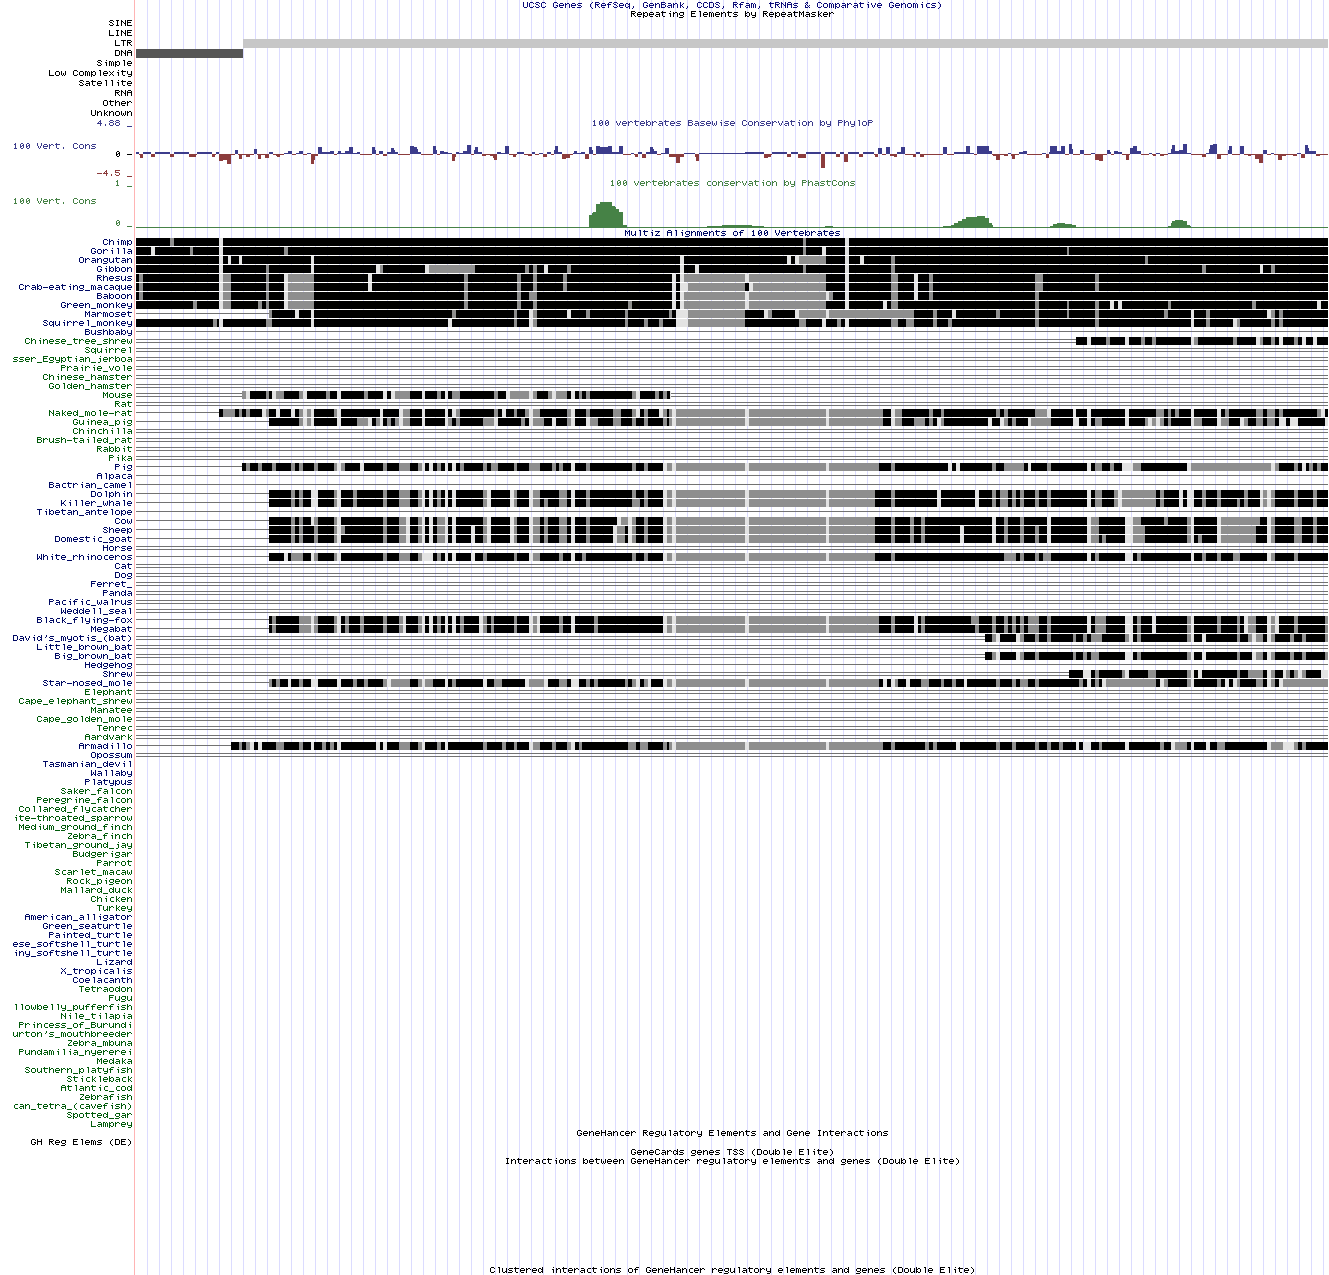 UCSC Genes (RefSeq, GenBank, CCDS, Rfam, tRNAs & Comparative Genomics)
Repeating Elements by RepeatMasker
SINE
LINE
LTR
DNA
Simple
Low Complexity
Satellite
RNA
Other
Unknown
4.88 _
100 vertebrates Basewise Conservation by PhyloP
100 Vert. Cons
0 -
-4.5 _
1 _
100 vertebrates conservation by PhastCons
100 Vert. Cons
0 _
Multiz Alignments of 100 Vertebrates
Chimp
Gorilla
Orangutan
Gibbon
Rhesus
Crab-eating_macaque
Baboon
Green_monkey
Marmoset
Squirrel_monkey
Bushbaby
Chinese_tree_shrew
Squirrel
sser_Egyptian_jerboa
Prairie_vole
Chinese_hamster
Golden_hamster
Mouse
Rat
Naked_mole-rat
Guinea_pig
Chinchilla
Brush-tailed_rat
Rabbit
Pika
Pig
Alpaca
Bactrian_camel
Dolphin
Killer_whale
Tibetan_antelope
Cow
Sheep
Domestic_goat
Horse
White_rhinoceros
Cat
Dog
Ferret_
Panda
Pacific_walrus
Weddell_seal
Black_flying-fox
Megabat
David's_myotis_(bat)
Little_brown_bat
Big_brown_bat
Hedgehog
Shrew
Star-nosed_mole
Elephant
Cape_elephant_shrew
Manatee
Cape_golden_mole
Tenrec
Aardvark
Armadillo
Opossum
Tasmanian_devil
Wallaby
Platypus
Saker_falcon
Peregrine_falcon
Collared_flycatcher
ite-throated_sparrow
Medium_ground_finch
Zebra_finch
Tibetan_ground_jay
Budgerigar
Parrot
Scarlet_macaw
Rock_pigeon
Mallard_duck
Chicken
Turkey
American_alligator
Green_seaturtle
Painted_turtle
ese_softshell_turtle
iny_softshell_turtle
Lizard
X_tropicalis
Coelacanth
Tetraodon
Fugu
llowbelly_pufferfish
Nile_tilapia
Princess_of_Burundi
urton's_mouthbreeder
Zebra_mbuna
Pundamilia_nyererei
Medaka
Southern_platyfish
Stickleback
Atlantic_cod
Zebrafish
can_tetra_(cavefish)
Spotted_gar
Lamprey
GeneHancer Regulatory Elements and Gene Interactions
GH Reg Elems (DE)
GeneCards genes TSS (Double Elite)
Interactions between GeneHancer regulatory elements and genes (Double Elite)
Clustered interactions of GeneHancer regulatory elements and genes (Double Elite)